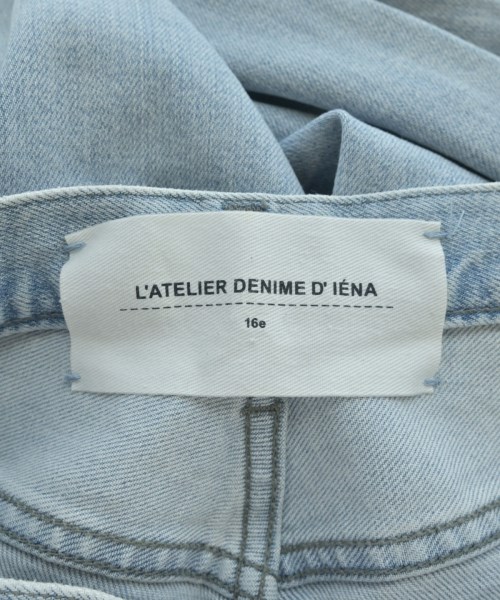 L'ATELIER DENIME D' IÉNA
16e